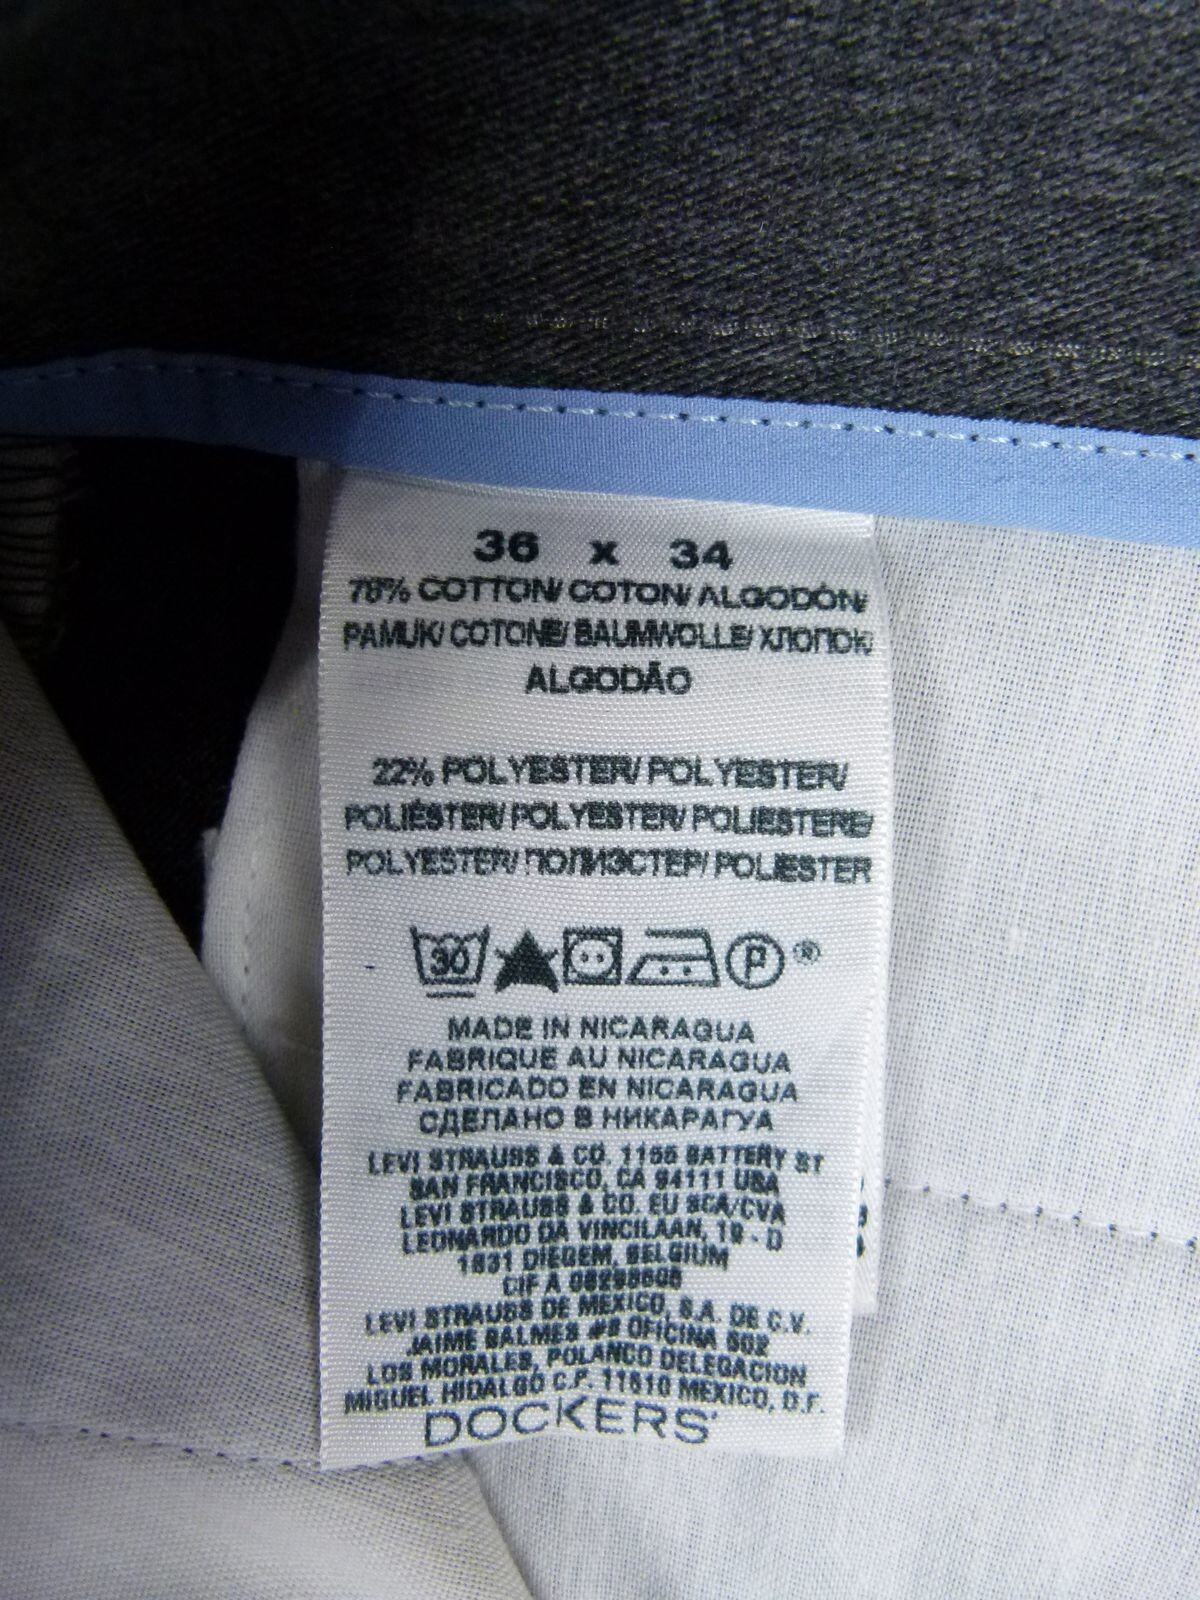 36 x 34
78% COTTON/ COTON/ ALGODÓN/
PAMUK/ COTONE/ BAUMWOLLE/ ХЛОПОК/
ALGODÃO
22% POLYESTER/ POLYESTER/
POLIÉSTER/ POLYESTER/ POLIESTERE/
POLYESTER/ ПОЛИЭСТЕР/ POLIESTER
30 P ®
MADE IN NICARAGUA
FABRIQUE AU NICARAGUA
FABRICADO EN NICARAGUA
СДЕЛАНО В НИКАРАГУА
LEVI STRAUSS & CO. 1155 BATTERY ST
SAN FRANCISCO, CA 94111 USA
LEVI STRAUSS & CO. EU SCA/CVA
LEONARDO DA VINCILAAN, 19 - D
1831 DIEGEM, BELGIUM
CIF A
LEVI STRAUSS DE MEXICO, S.A. DE C.V.
JAIME BALMES #8 OFICINA 602
LOS MORALES, POLANCO DELEGACION
MIGUEL HIDALGO C.P. 11510 MEXICO, D.F.
DOCKERS